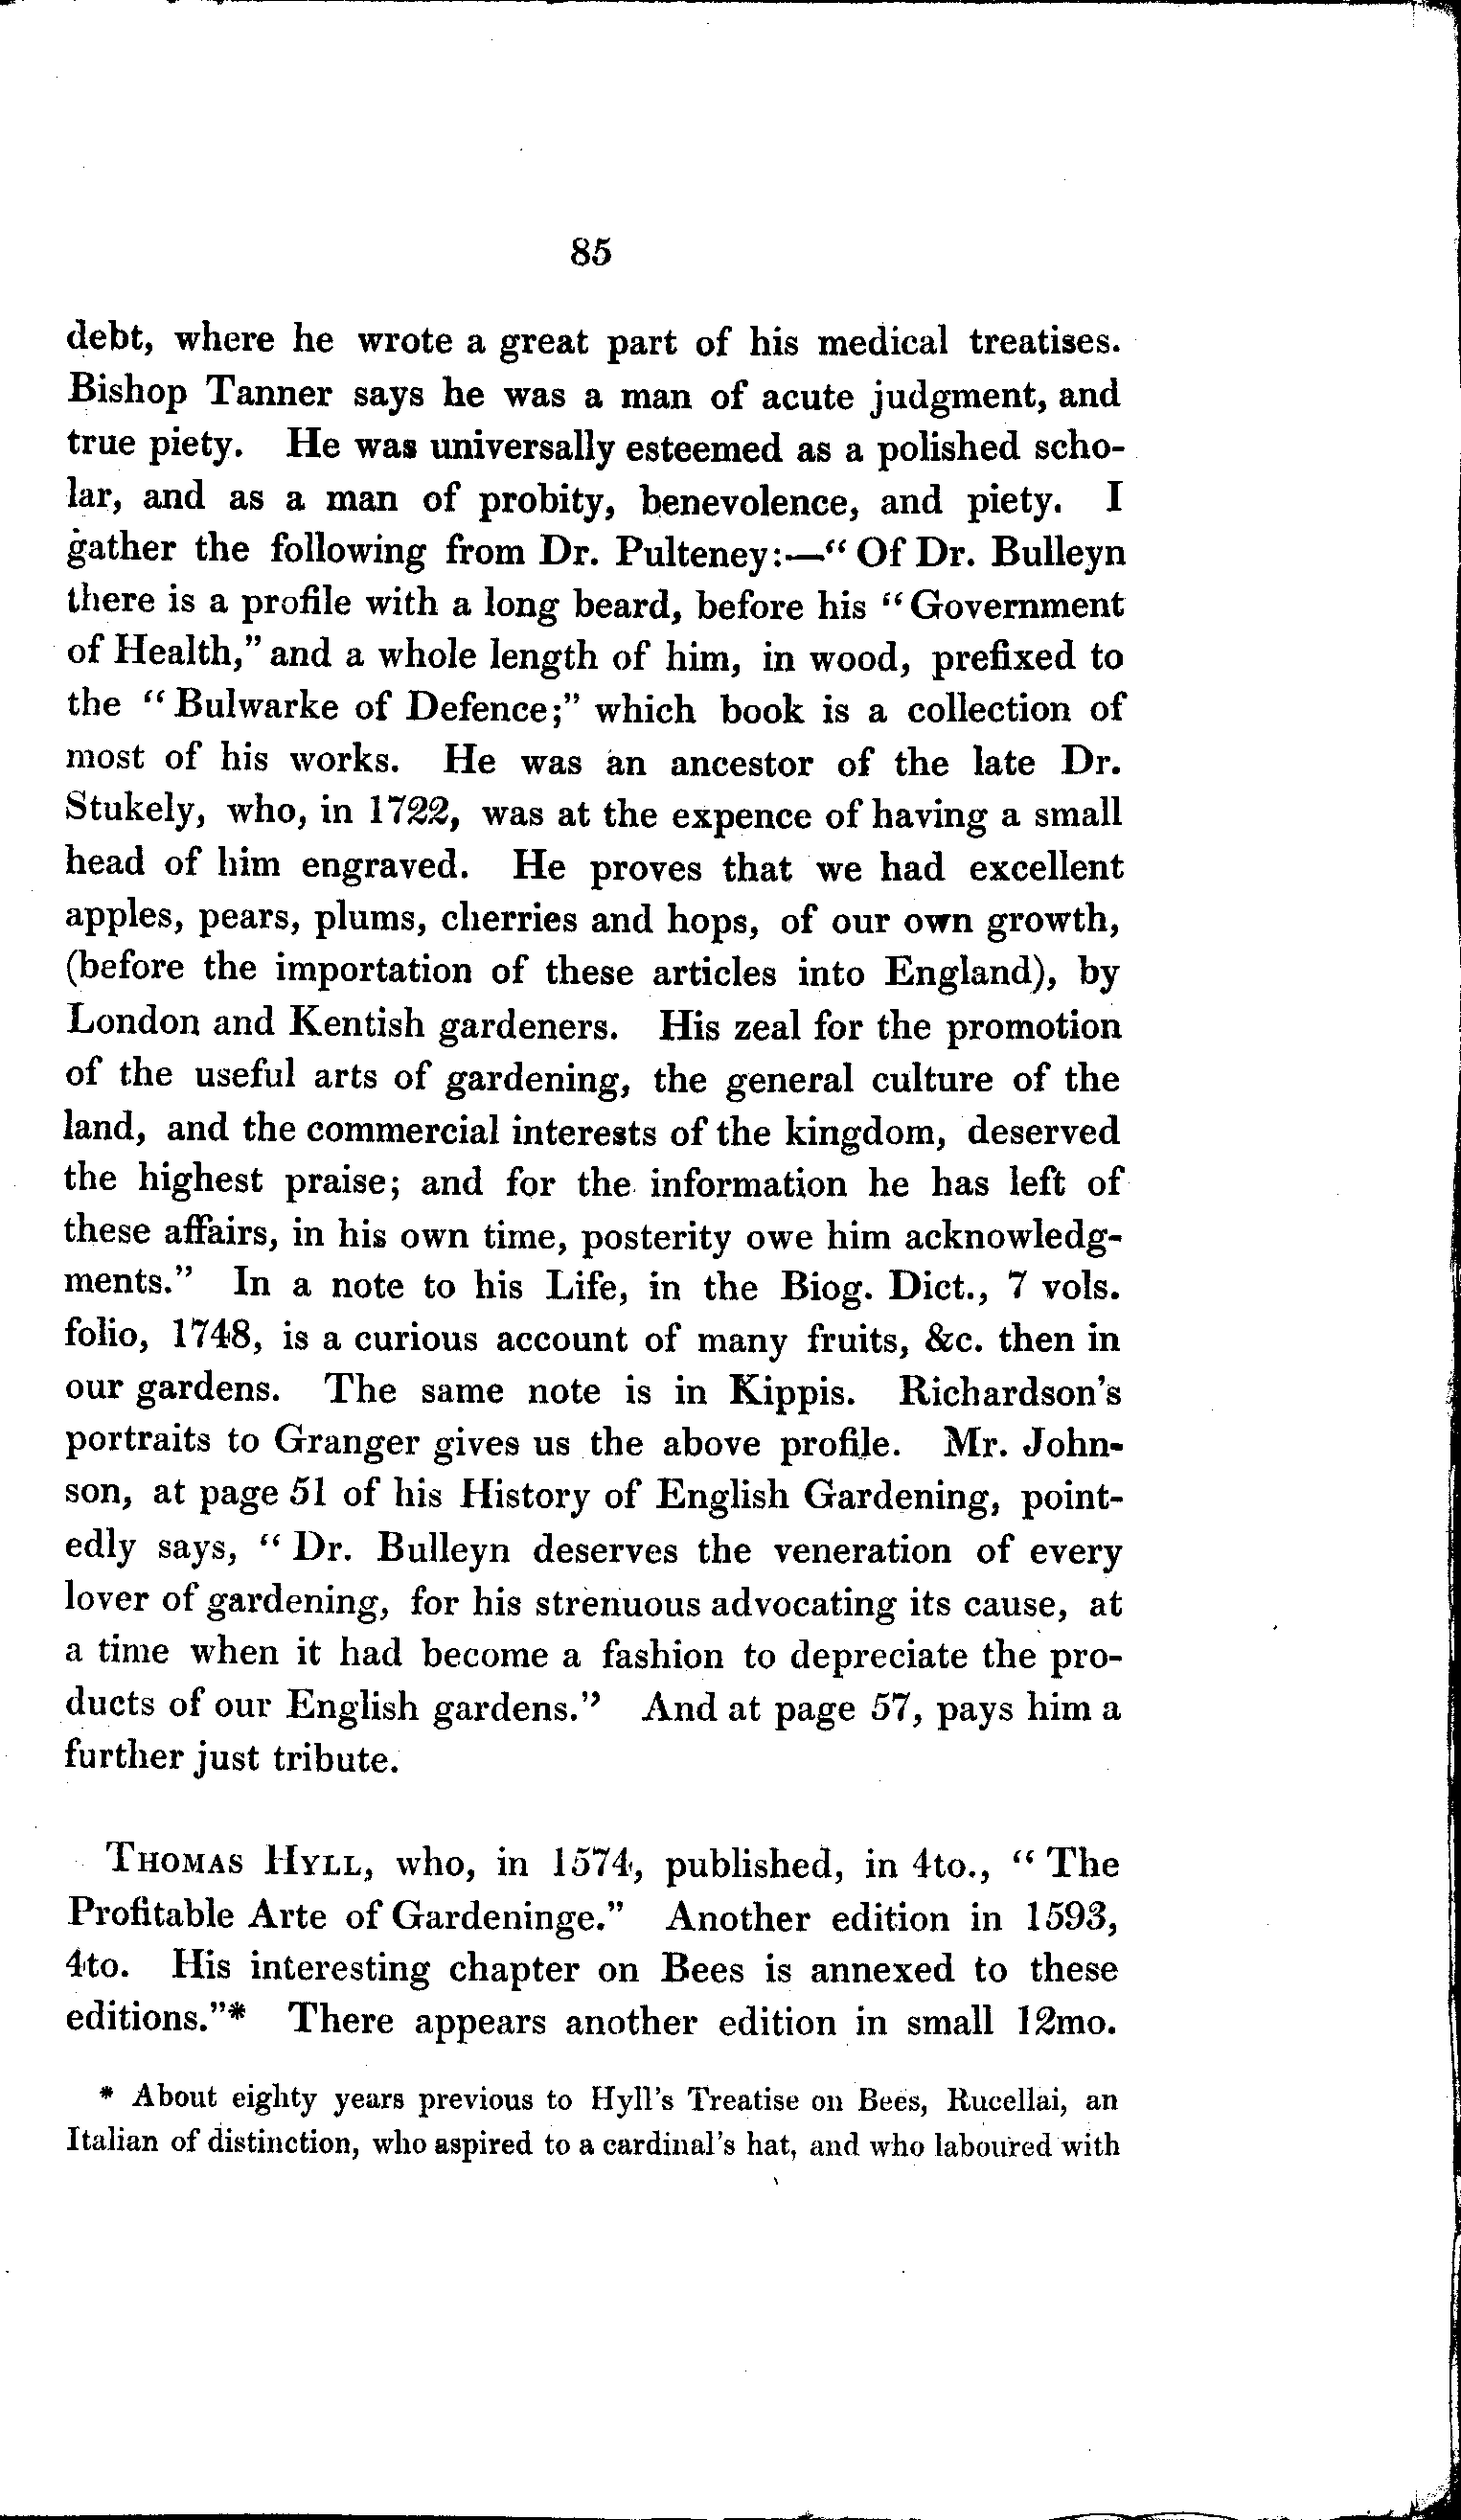 85
debt, where he wrote a great part of his medical treatises.
Bishop Tanner says he was a man of acute judgment, and
true piety. He was universally esteemed as a polished scho-
lar, and as a man of probity, benevolence, and piety. I
gather the following from Dr. Pulteney:—“Of Dr. Bulleyn
there is a profile with a long beard, before his “Government
of Health,” and a whole length of him, in wood, prefixed to
the “Bulwarke of Defence;” which book is a collection of
most of his works. He was an ancestor of the late Dr.
Stukely, who, in 1722, was at the expence of having a small
head of him engraved. He proves that we had excellent
apples, pears, plums, cherries and hops, of our own growth,
(before the importation of these articles into England), by
London and Kentish gardeners. His zeal for the promotion
of the useful arts of gardening, the general culture of the
land, and the commercial interests of the kingdom, deserved
the highest praise; and for the information he has left of
these affairs, in his own time, posterity owe him acknowledg-
ments.” In a note to his Life, in the Biog. Dict., 7 vols.
folio, 1748, is a curious account of many fruits, &c. then in
our gardens. The same note is in Kippis. Richardson's
portraits to Granger gives us the above profile. Mr. John-
son, at page 51 of his History of English Gardening, point-
edly says, “Dr. Bulleyn deserves the veneration of every
lover of gardening, for his strenuous advocating its cause, at
a time when it had become a fashion to depreciate the pro-
ducts of our English gardens.” And at page 57, pays him a
further just tribute.
THOMAS HYLL, who, in 1574, published, in 4to., “The
Profitable Arte of Gardeninge.” Another edition in 1593,
4to. His interesting chapter on Bees is annexed to these
editions.”* There appears another edition in small 12mo.
* About eighty years previous to Hyll's Treatise on Bees, Rucellai, an
Italian of distinction, who aspired to a cardinal's hat, and who laboured with